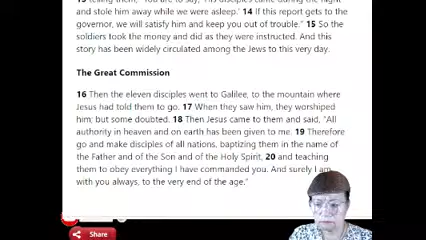 13 telling them, "You are to say, 'His disciples came during the night
and stole him away while we were asleep.' 14 If this report gets to the
governor, we will satisfy him and keep you out of trouble." 15 So the
soldiers took the money and did as they were instructed. And
this story has been widely circulated among the Jews to this very day.
The Great Commission
16 Then the eleven disciples went to Galilee, to the mountain where
Jesus had told them to go. 17 When they saw him, they worshiped
him; but some doubted. 18 Then Jesus came to them and said, "All
authority in heaven and on earth has been given to me. 19 Therefore
go and make disciples of all nations, baptizing them in the name of
the Father and of the Son and of the Holy Spirit, 20 and teaching
them to obey everything I have commanded you. And surely I am
with you always, to the very end of the age."
Share